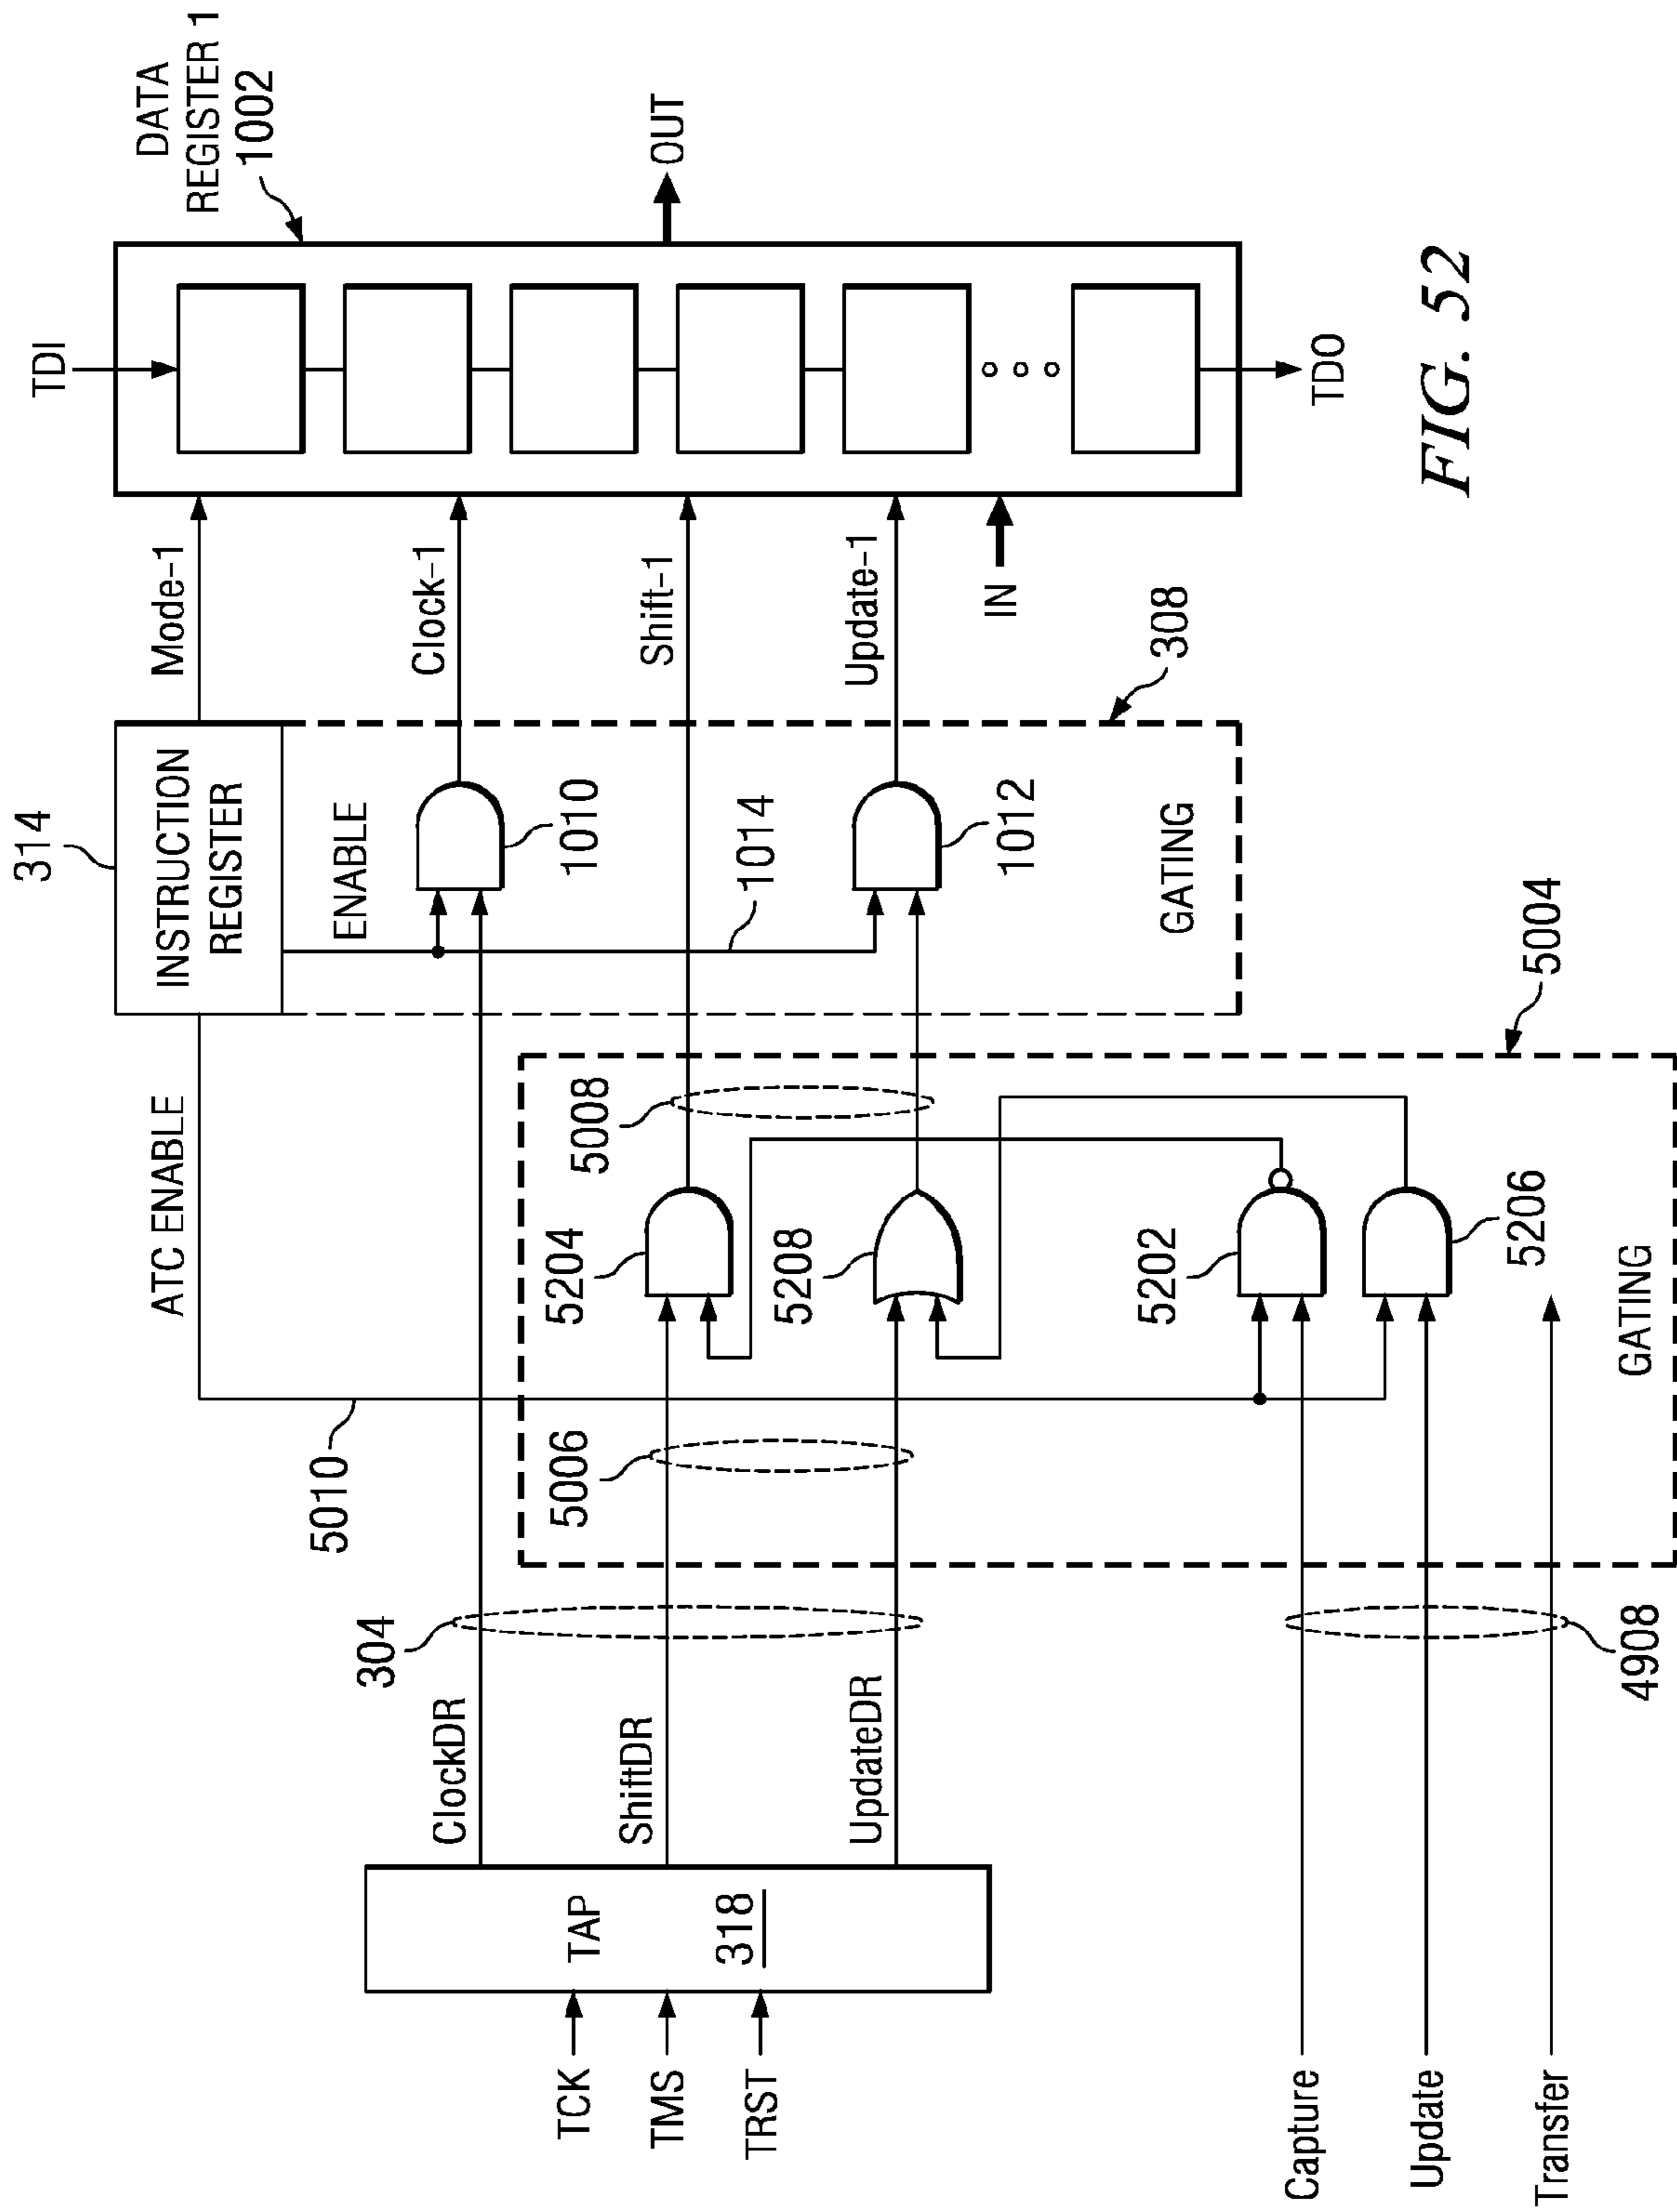 314
INSTRUCTION
REGISTER
ATC ENABLE
5010
Mode-1
TDI
DATA
REGISTER 1
1002
ENABLE
1010
Clock-1
304
ClockDR
TCK
TMS
TRST
TAP
318
ShiftDR
UpdateDR
5006
5204
5008
5208
1014
Shift-1
OUT
1012
Update-1
IN
GATING
308
TDO
Capture
Update
Transfer
4908
5202
5206
GATING
5004
FIG. 52